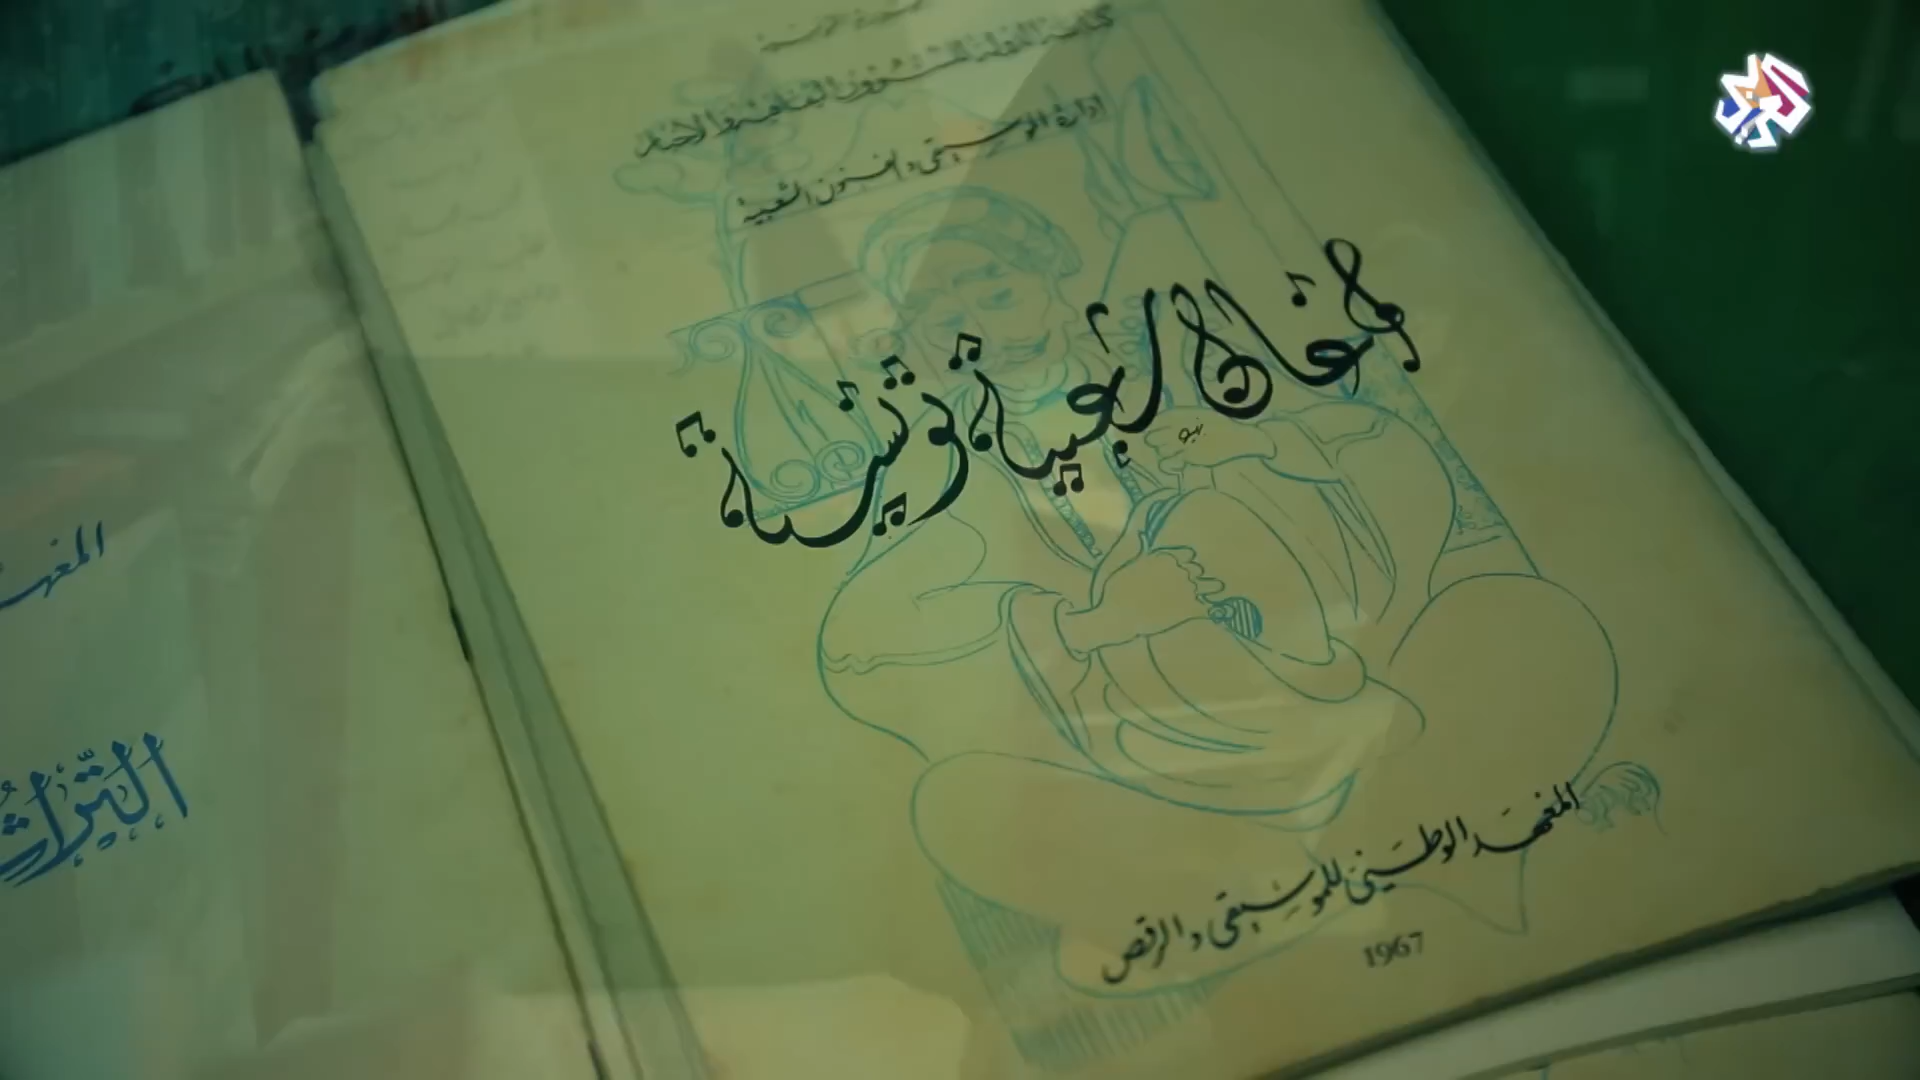 الجمهورية التونسية
كتابة الدولة للشؤون الثقافية والأخبار
إدارة الموسيقى والفنون الشعبية
أغاني شعبية تونسية
المعهد الوطني للموسيقى والرقص
1967
التراث